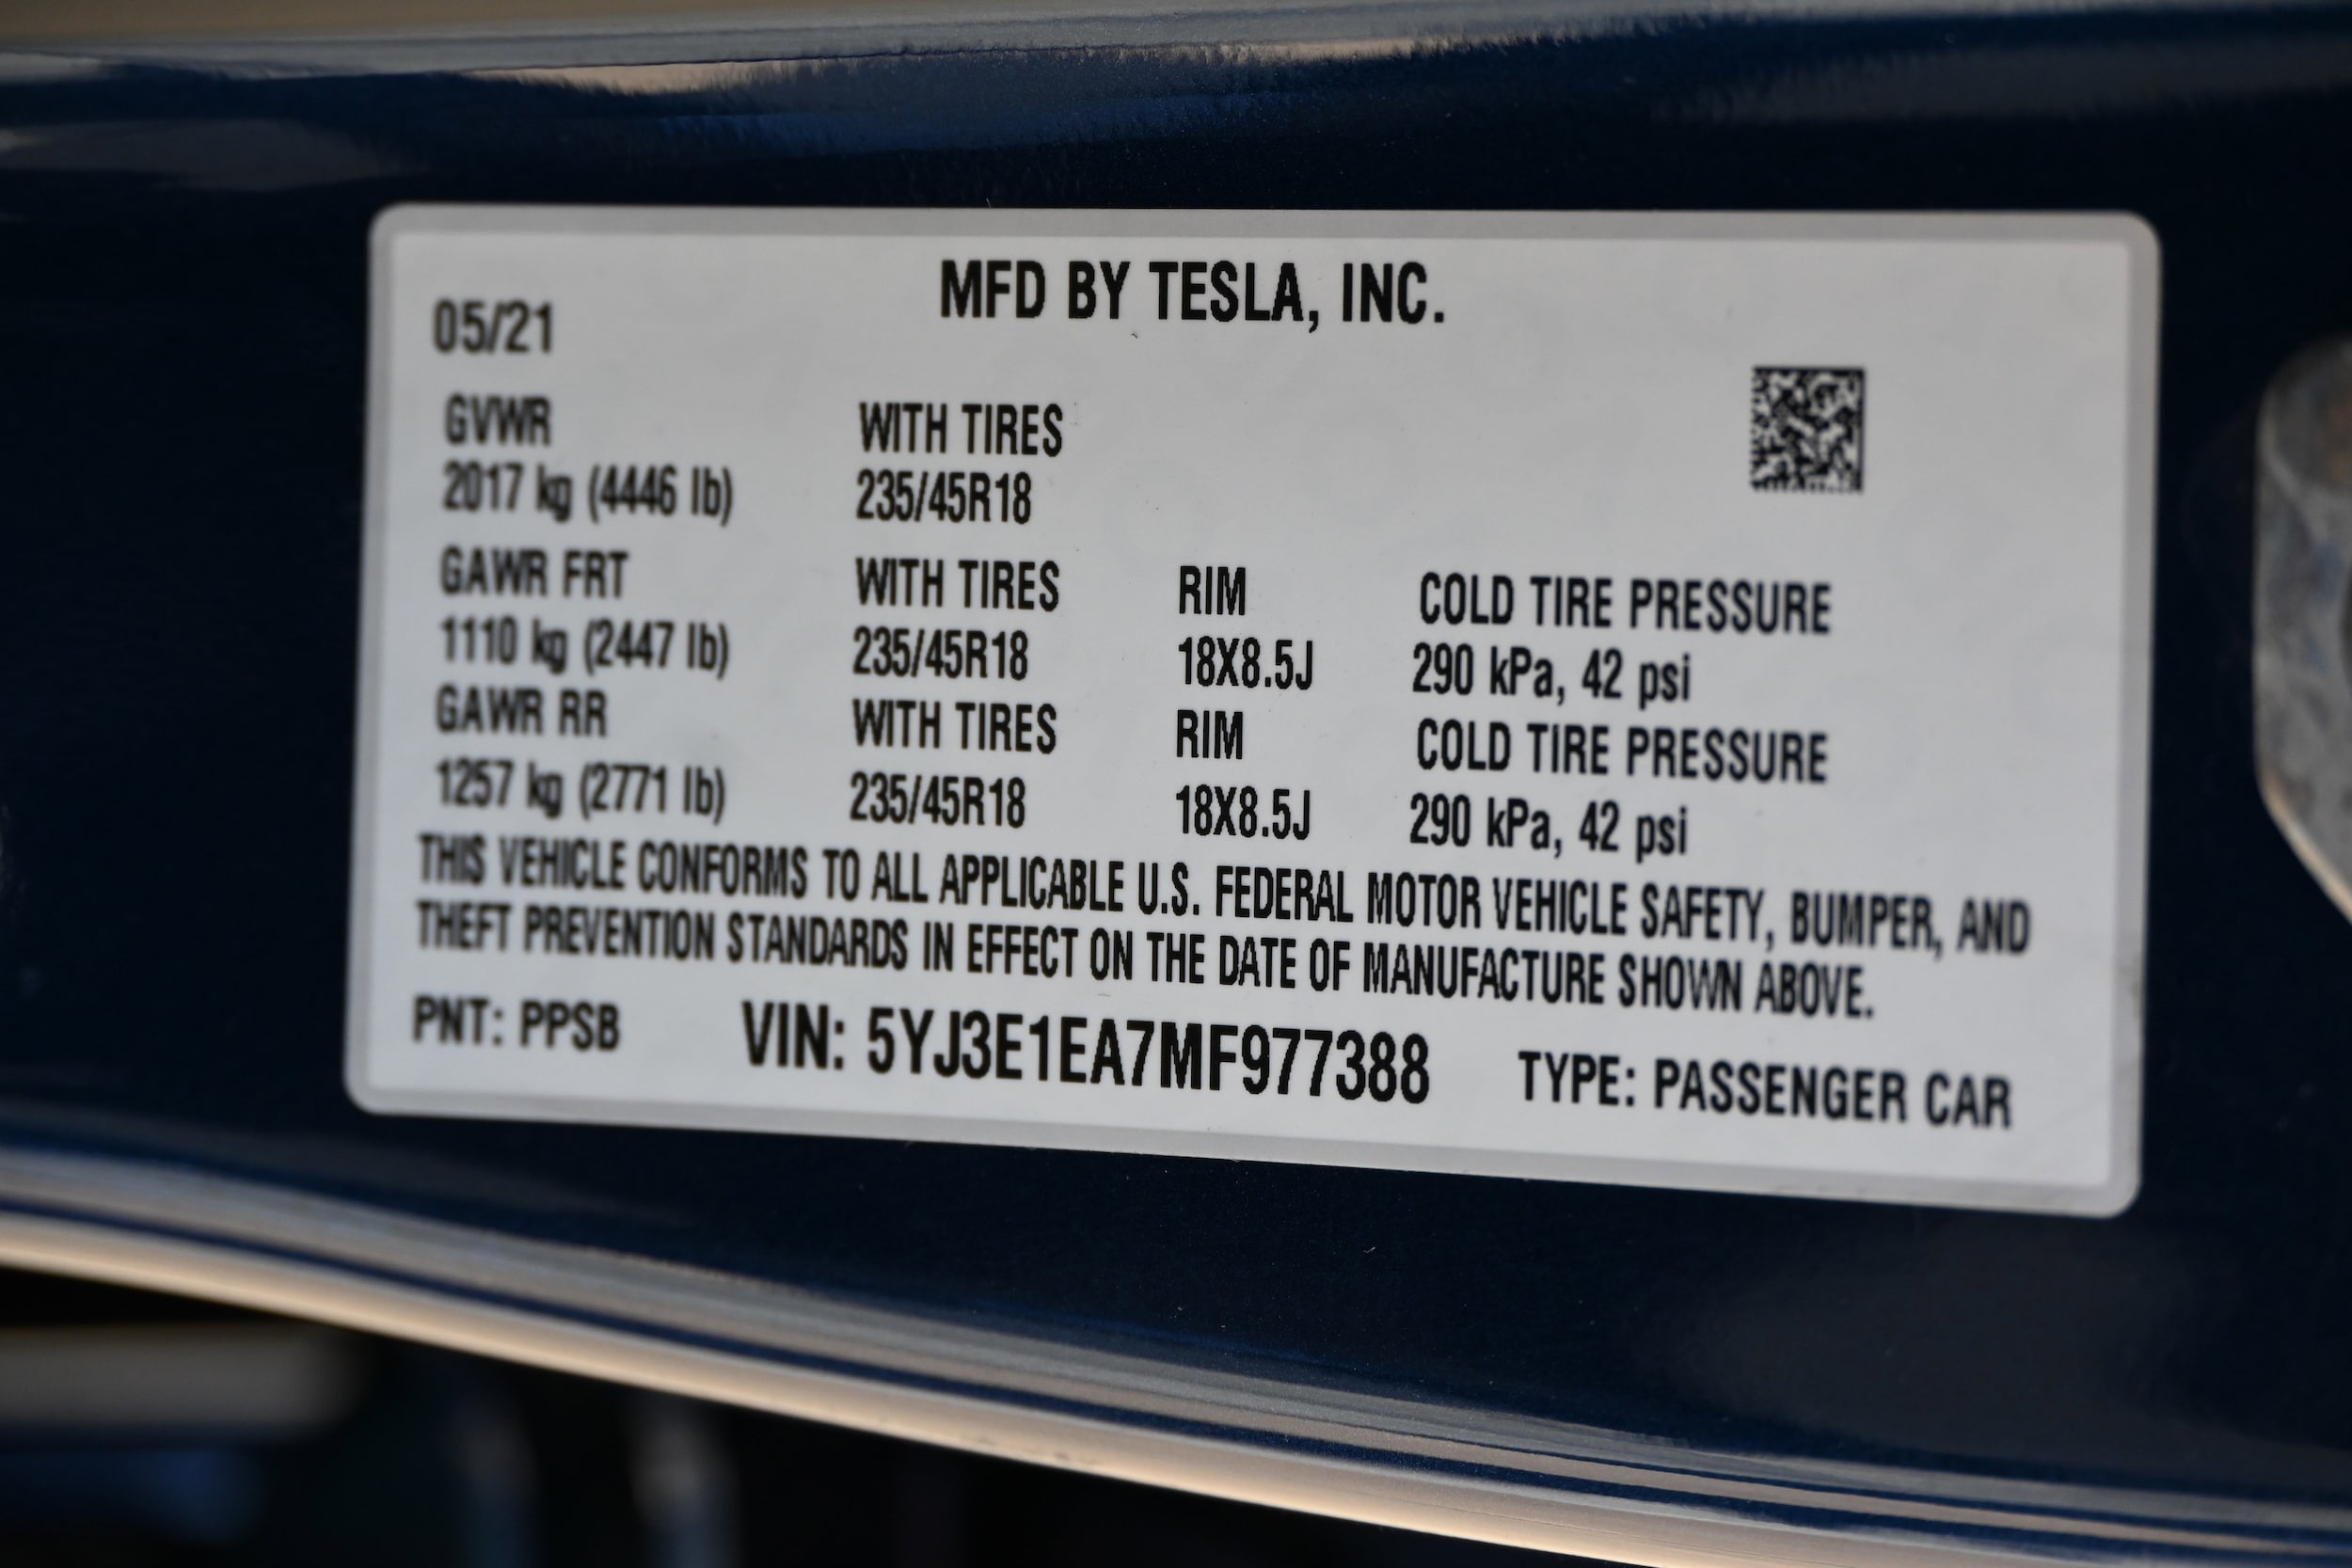 MFD BY TESLA, INC.
05/21
GVWR WITH TIRES
2017 kg (4446 lb) 235/45R18
GAWR FRT WITH TIRES RIM COLD TIRE PRESSURE
1110 kg (2447 lb) 235/45R18 18X8.5J 290 kPa, 42 psi
GAWR RR WITH TIRES RIM COLD TIRE PRESSURE
1257 kg (2771 lb) 235/45R18 18X8.5J 290 kPa, 42 psi
THIS VEHICLE CONFORMS TO ALL APPLICABLE U.S. FEDERAL MOTOR VEHICLE SAFETY, BUMPER, AND
THEFT PREVENTION STANDARDS IN EFFECT ON THE DATE OF MANUFACTURE SHOWN ABOVE.
PNT: PPSB VIN: 5YJ3E1EA7MF977388 TYPE: PASSENGER CAR